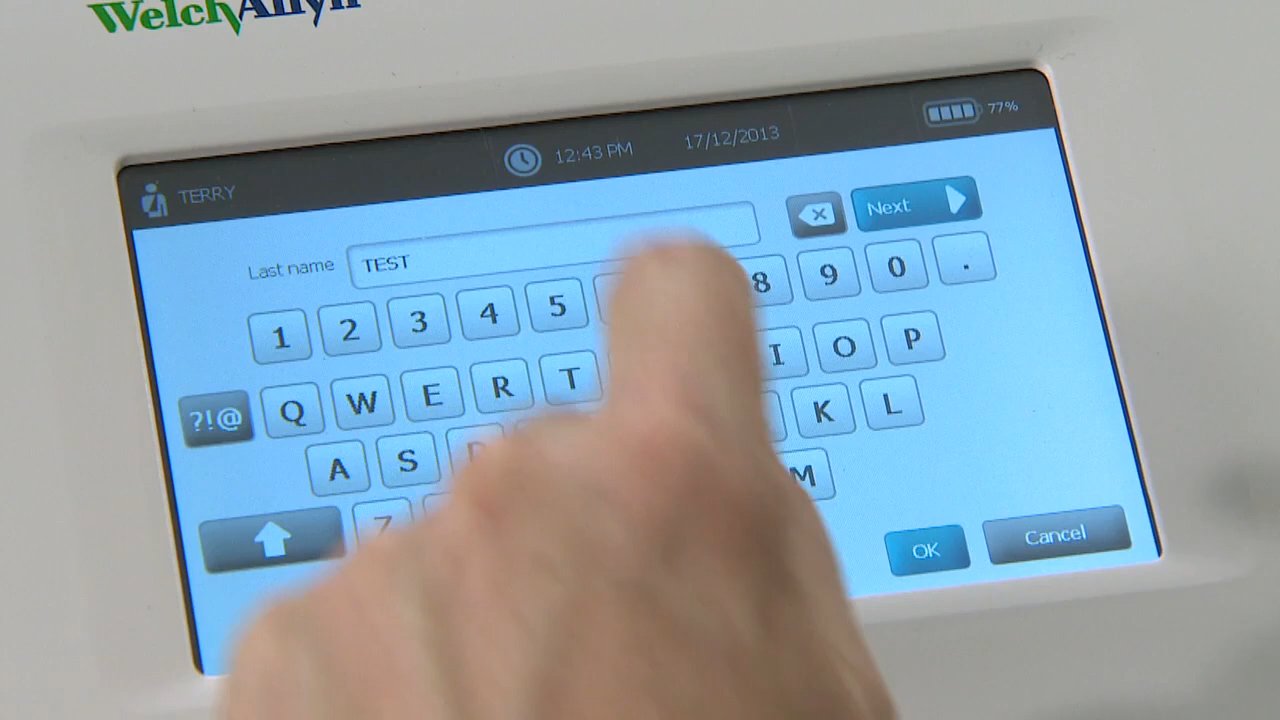 WelchAllyn
TERRY 12:43 PM 17/12/2013 77%
Last name TEST Next
1 2 3 4 5 8 9 0 .
?!@ Q W E R T I O P
A S K L
Z M
OK Cancel